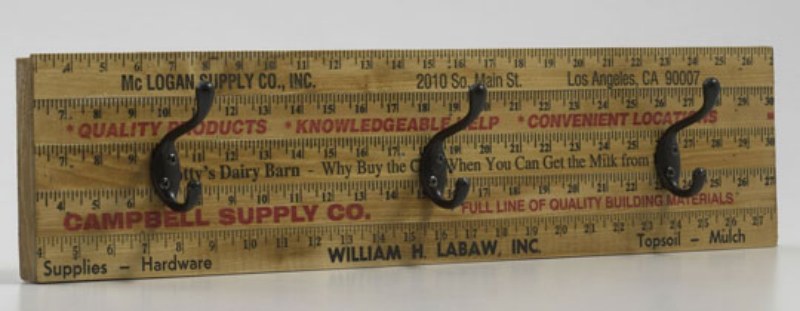 Mc LOGAN SUPPLY CO., INC. 2010 So. Main St. Los Angeles, CA 90007
*QUALITY PRODUCTS *KNOWLEDGEABLE HELP *CONVENIENT LOCATIONS
tty's Dairy Barn - Why Buy the C When You Can Get the Milk from
CAMPBELL SUPPLY CO. "FULL LINE OF QUALITY BUILDING MATERIALS"
Supplies - Hardware WILLIAM H. LABAW, INC. Topsoil - Mulch